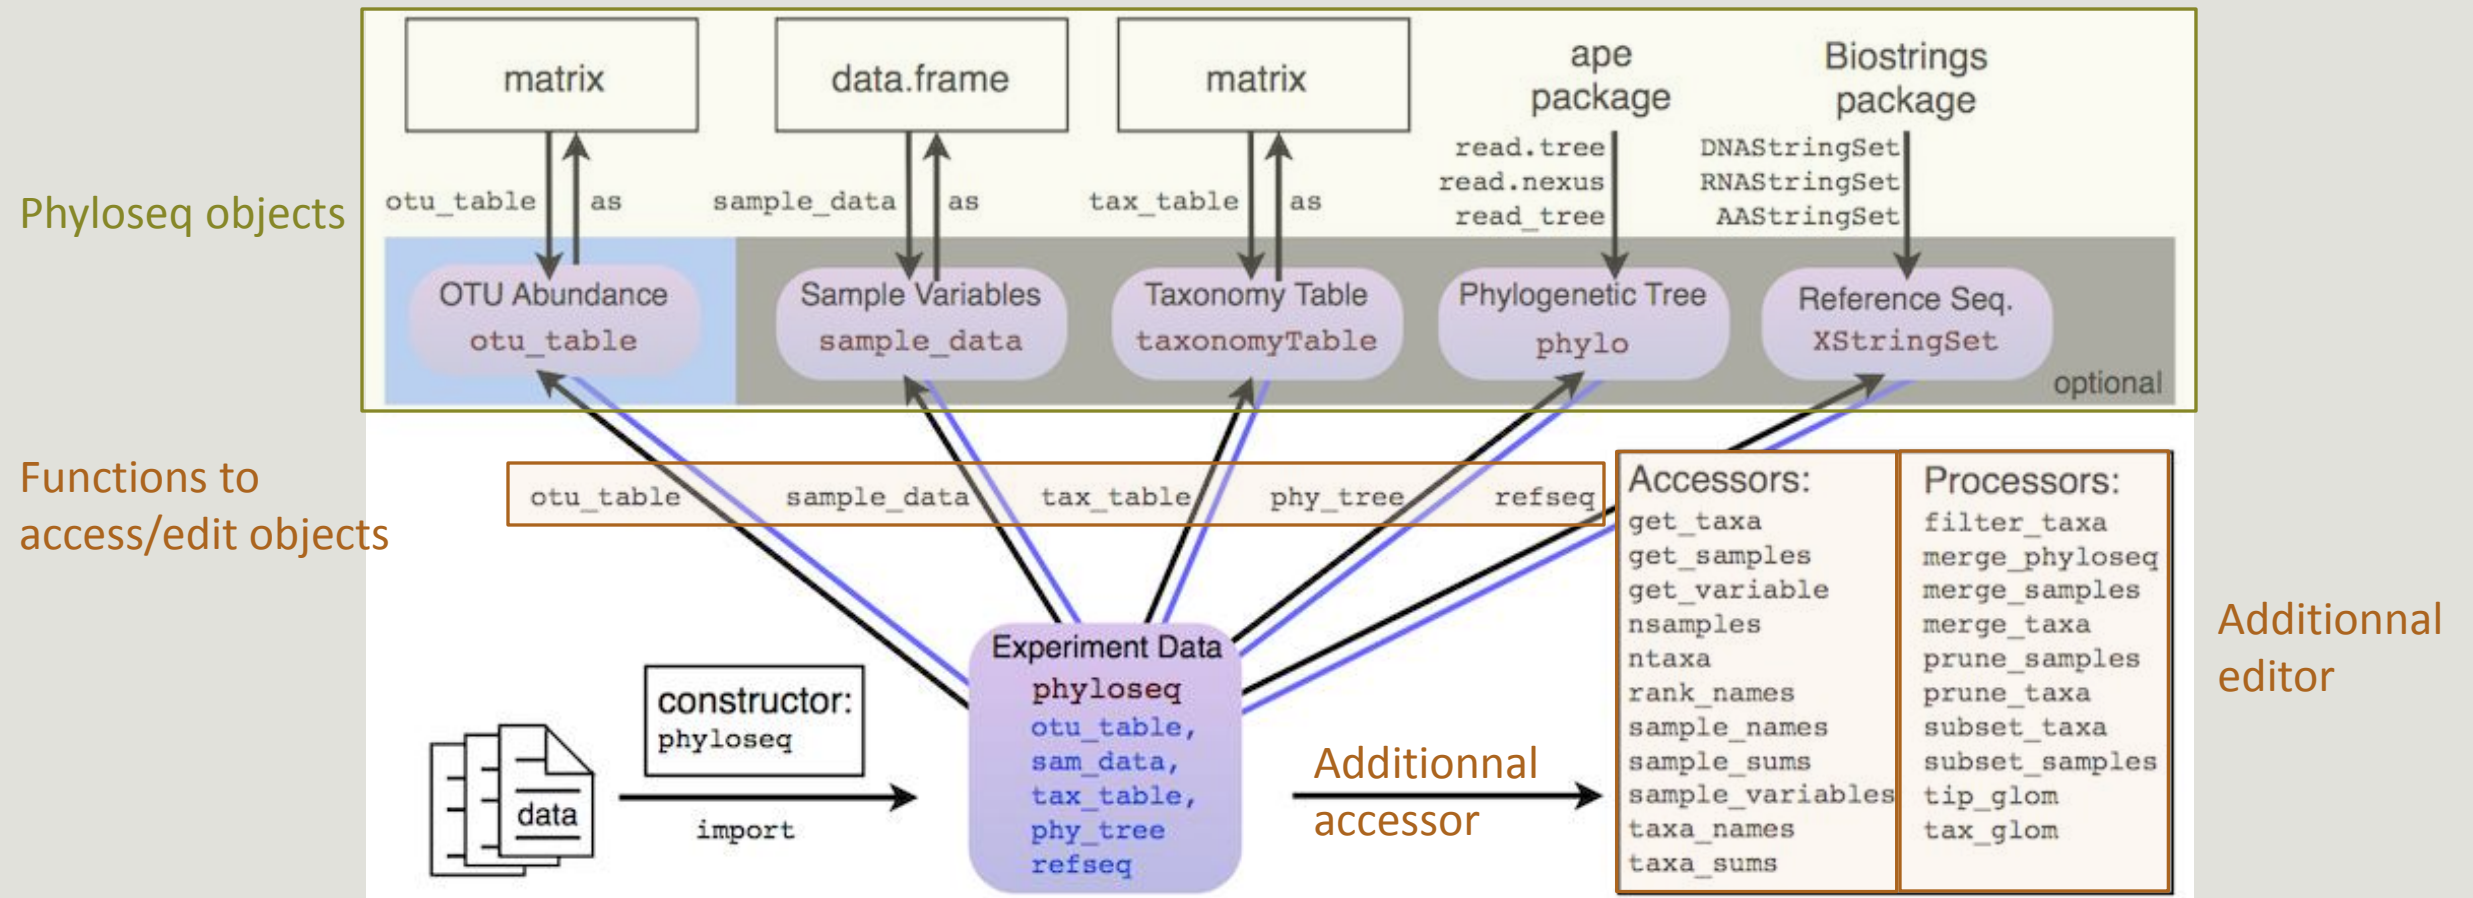 matrix
data.frame
matrix
ape
package
Biostrings
package
read.tree
read.nexus
read_tree
DNAStringSet
RNAStringSet
AAStringSet
Phyloseq objects
otu_table
as
sample_data
as
tax_table
as
OTU Abundance
otu_table
Sample Variables
sample_data
Taxonomy Table
taxonomyTable
Phylogenetic Tree
phylo
Reference Seq.
XStringSet
optional
Functions to
access/edit objects
otu_table
sample_data
tax_table
phy_tree
refseq
Accessors:
get_taxa
get_samples
get_variable
nsamples
ntaxa
rank_names
sample_names
sample_sums
sample_variables
taxa_names
taxa_sums
Processors:
filter_taxa
merge_phyloseq
merge_samples
merge_taxa
prune_samples
prune_taxa
subset_taxa
subset_samples
tip_glom
tax_glom
Additionnal
editor
data
constructor:
phyloseq
import
Experiment Data
phyloseq
otu_table,
sam_data,
tax_table,
phy_tree
refseq
Additionnal
accessor